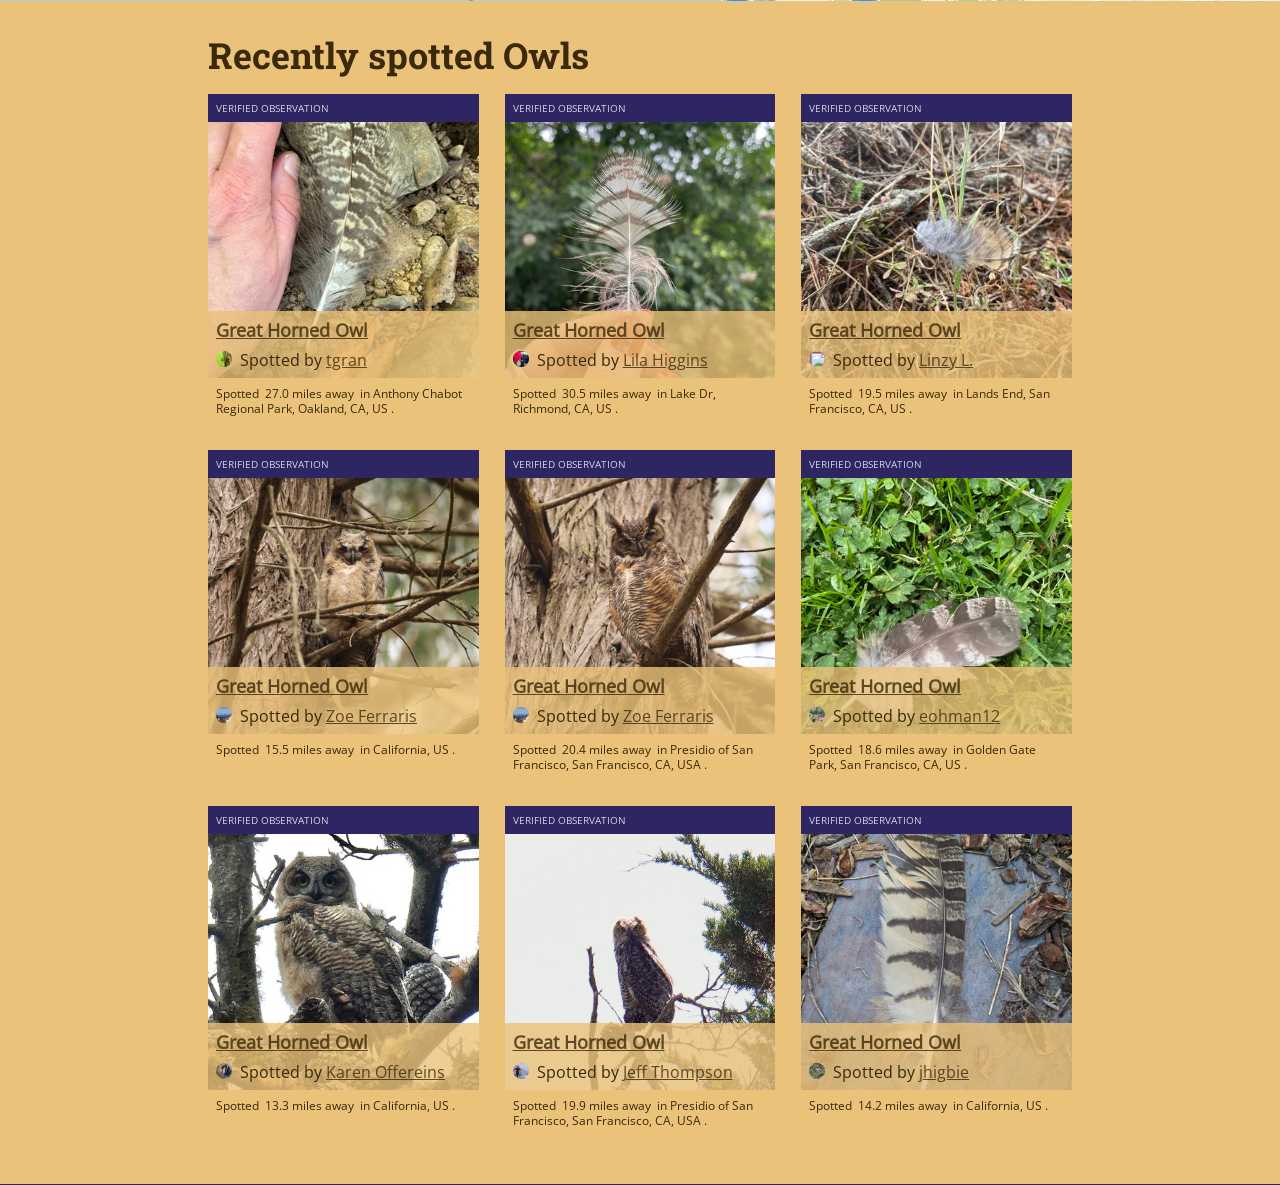 Recently spotted Owls
VERIFIED OBSERVATION
Great Horned Owl
Spotted by tgran
Spotted 27.0 miles away in Anthony Chabot
Regional Park, Oakland, CA, US .
VERIFIED OBSERVATION
Great Horned Owl
Spotted by Lila Higgins
Spotted 30.5 miles away in Lake Dr,
Richmond, CA, US .
VERIFIED OBSERVATION
Great Horned Owl
Spotted by Linzy L.
Spotted 19.5 miles away in Lands End, San
Francisco, CA, US .
VERIFIED OBSERVATION
Great Horned Owl
Spotted by Zoe Ferraris
Spotted 15.5 miles away in California, US .
VERIFIED OBSERVATION
Great Horned Owl
Spotted by Zoe Ferraris
Spotted 20.4 miles away in Presidio of San
Francisco, San Francisco, CA, USA .
VERIFIED OBSERVATION
Great Horned Owl
Spotted by eohman12
Spotted 18.6 miles away in Golden Gate
Park, San Francisco, CA, US .
VERIFIED OBSERVATION
Great Horned Owl
Spotted by Karen Offereins
Spotted 13.3 miles away in California, US .
VERIFIED OBSERVATION
Great Horned Owl
Spotted by Jeff Thompson
Spotted 19.9 miles away in Presidio of San
Francisco, San Francisco, CA, USA .
VERIFIED OBSERVATION
Great Horned Owl
Spotted by jhigbie
Spotted 14.2 miles away in California, US .